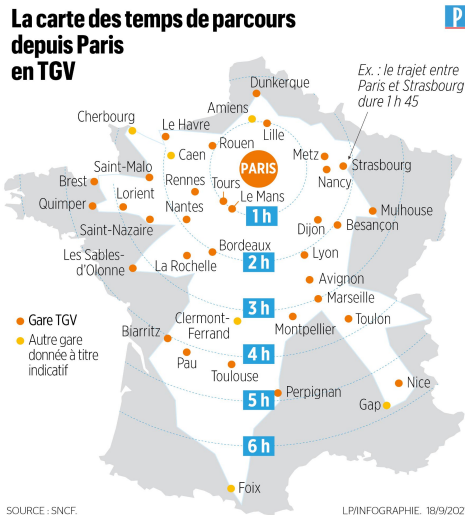 La carte des temps de parcours
depuis Paris
en TGV
P
Ex. : le trajet entre
Paris et Strasbourg
dure 1 h 45
Dunkerque
Amiens
Cherbourg
Le Havre
Lille
Rouen
Caen
Metz
Strasbourg
PARIS
Saint-Malo
Nancy
Brest
Rennes
Tours
Lorient
Le Mans
Quimper
Nantes
1 h
Mulhouse
Saint-Nazaire
Dijon
Besançon
Les Sables-
d'Olonne
Bordeaux
La Rochelle
2 h
Lyon
Avignon
3 h
Marseille
Gare TGV
Autre gare
donnée à titre
indicatif
Clermont-
Ferrand
Montpellier
Toulon
Biarritz
4 h
Pau
Toulouse
Perpignan
Nice
5 h
Gap
6 h
Foix
SOURCE : SNCF.
LP/INFOGRAPHIE. 18/9/202